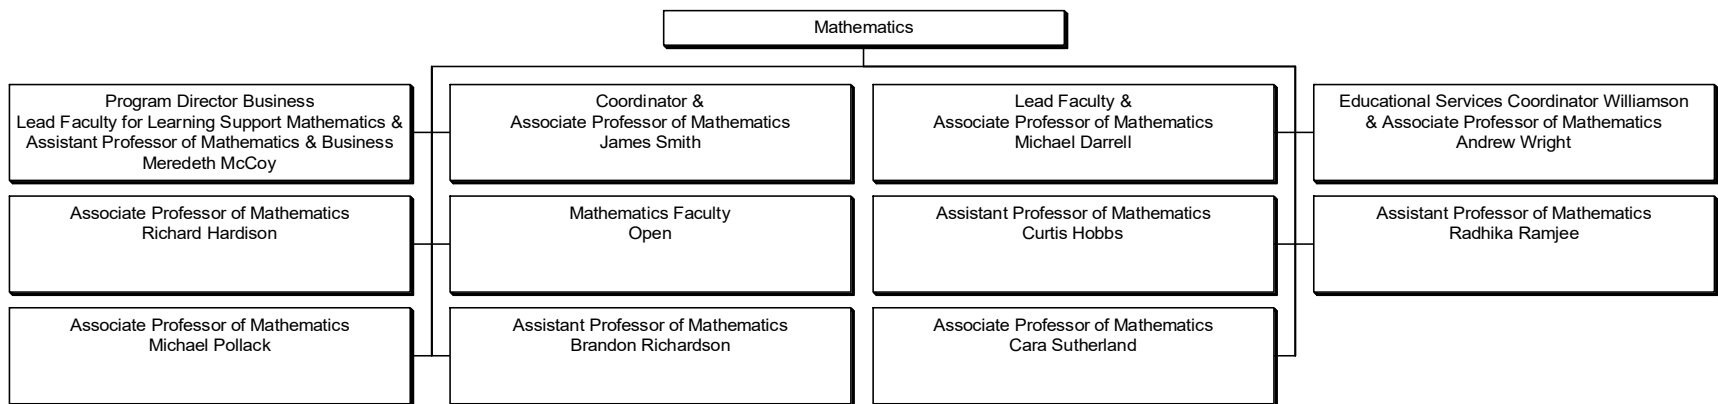 Mathematics
Program Director Business
Lead Faculty for Learning Support Mathematics &
Assistant Professor of Mathematics & Business
Meredeth McCoy
Coordinator &
Associate Professor of Mathematics
James Smith
Lead Faculty &
Associate Professor of Mathematics
Michael Darrell
Educational Services Coordinator Williamson
& Associate Professor of Mathematics
Andrew Wright
Associate Professor of Mathematics
Richard Hardison
Mathematics Faculty
Open
Assistant Professor of Mathematics
Curtis Hobbs
Assistant Professor of Mathematics
Radhika Ramjee
Associate Professor of Mathematics
Michael Pollack
Assistant Professor of Mathematics
Brandon Richardson
Associate Professor of Mathematics
Cara Sutherland